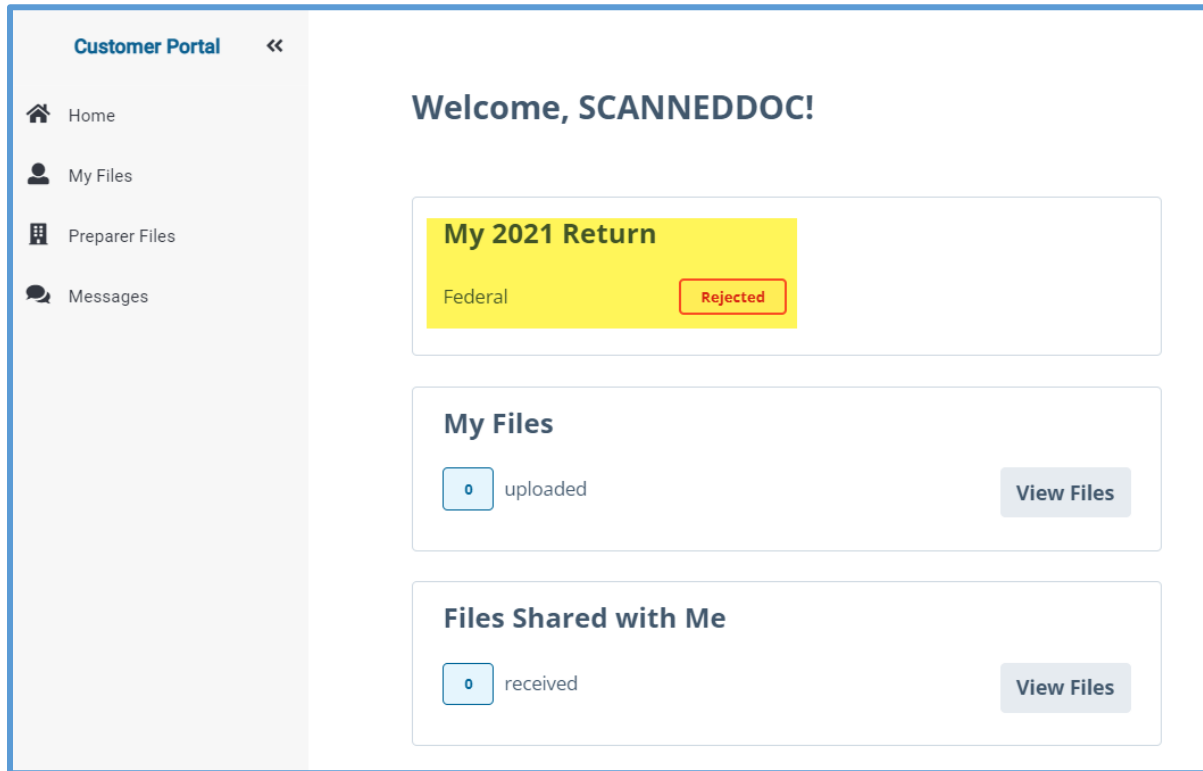 Customer Portal
Home
My Files
Preparer Files
Messages
Welcome, SCANNEDDOC!
My 2021 Return
Federal Rejected
My Files
0 uploaded View Files
Files Shared with Me
0 received View Files